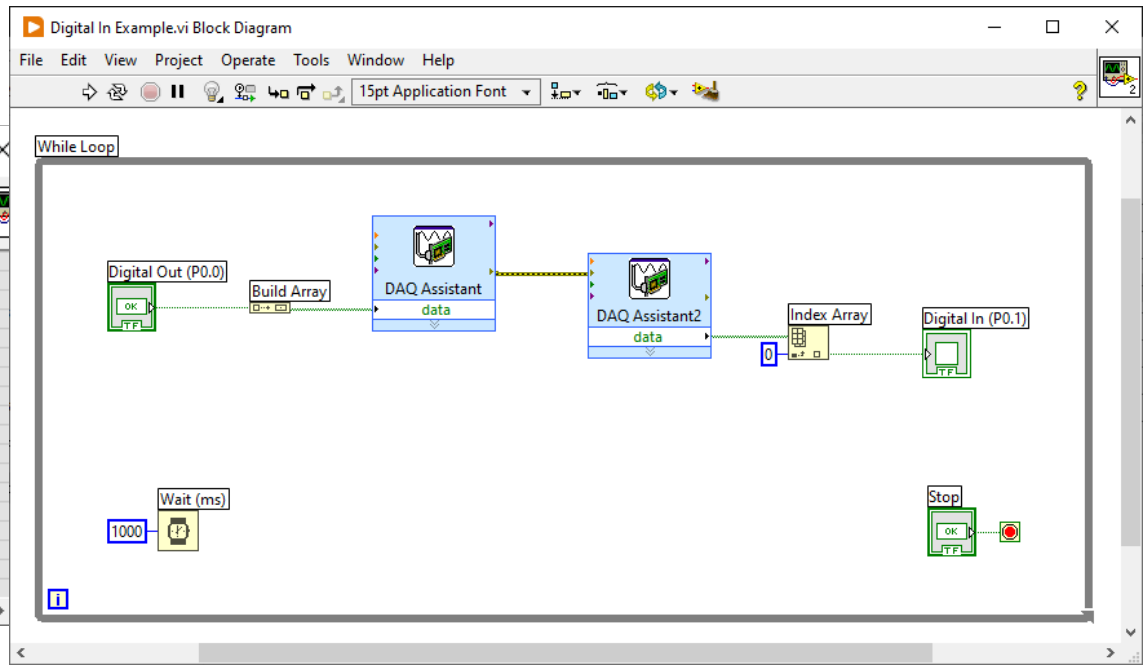 Digital In Example.vi Block Diagram
File Edit View Project Operate Tools Window Help
15pt Application Font
2
While Loop
Digital Out (P0.0)
OK
TF
Build Array
DAQ Assistant
data
DAQ Assistant2
data
Index Array
0
Digital In (P0.1)
TF
Wait (ms)
1000
Stop
OK
TF
i